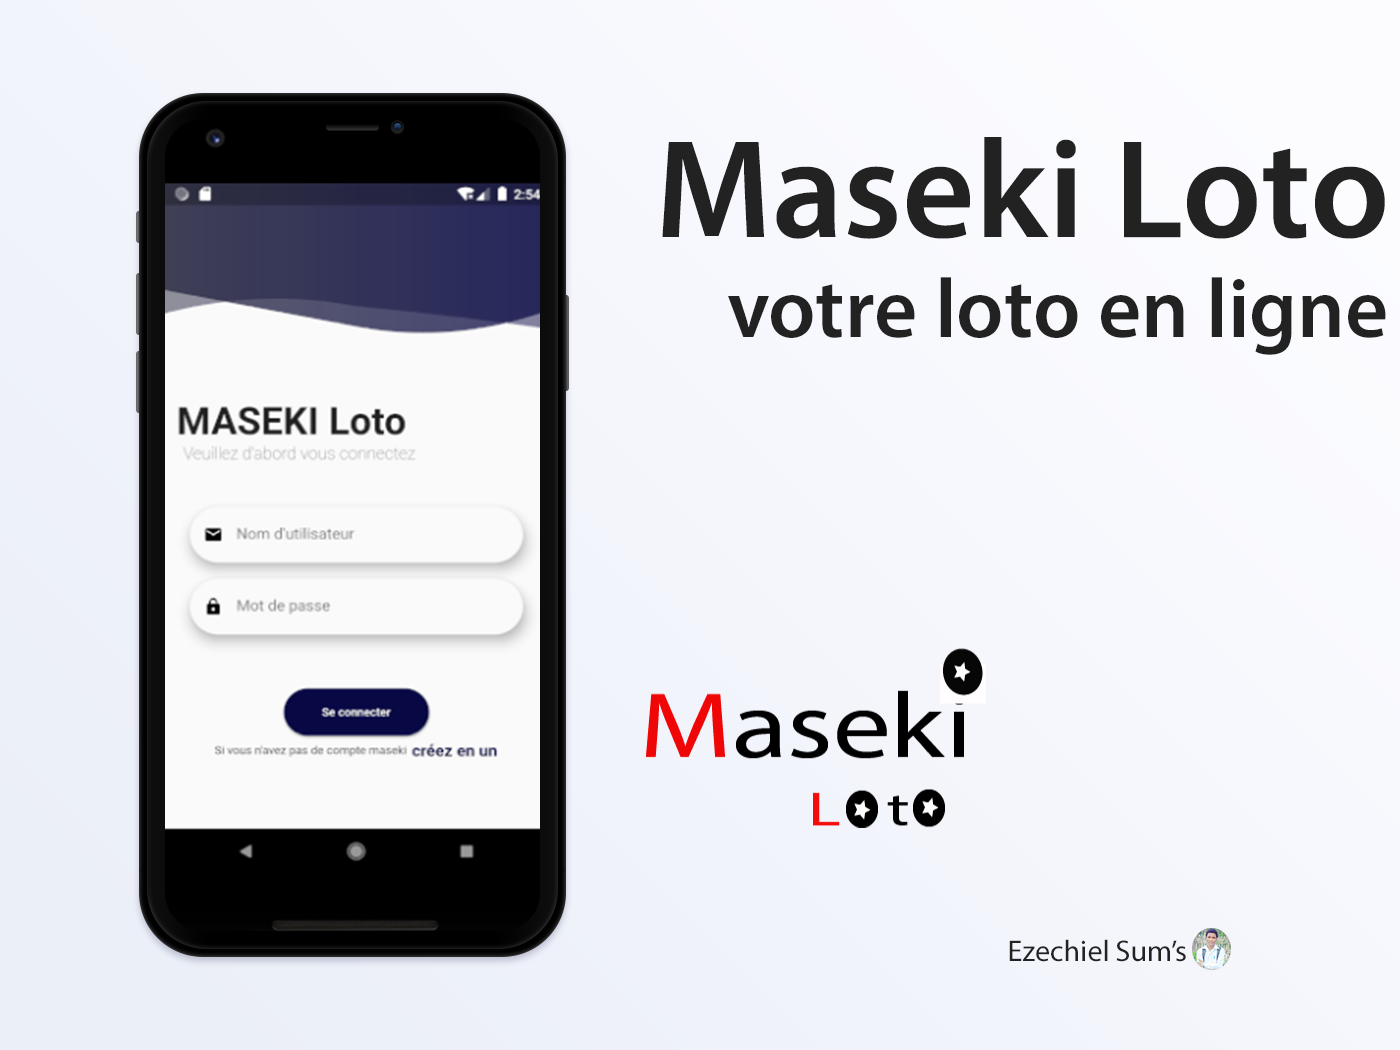 Maseki Loto
votre loto en ligne
2:54
MASEKI Loto
Veuillez d'abord vous connectez
Nom d'utilisateur
Mot de passe
Se connecter
Si vous n'avez pas de compte maseki créez en un
Maseki
Loto
Ezechiel Sum's